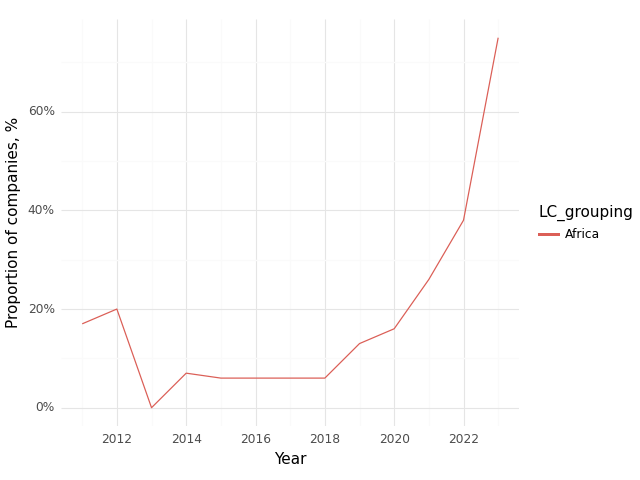 60%
40%
20%
0%
Proportion of companies, %
2012 2014 2016 2018 2020 2022
Year
LC_grouping
Africa